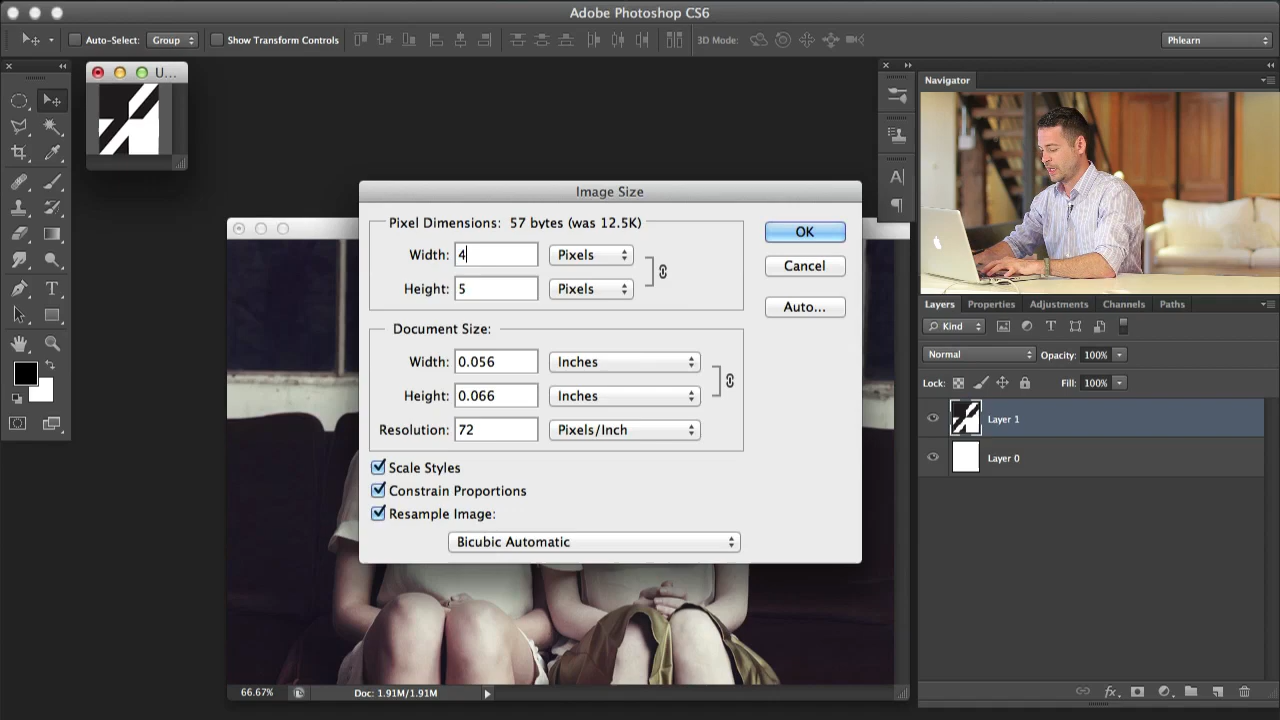 Adobe Photoshop CS6
Auto-Select: Group Show Transform Controls 3D Mode: Phlearn
U...
Navigator
Image Size
Pixel Dimensions: 57 bytes (was 12.5K)
Width: 4 Pixels
Height: 5 Pixels
OK
Cancel
Auto...
Document Size:
Width: 0.056 Inches
Height: 0.066 Inches
Resolution: 72 Pixels/Inch
Scale Styles
Constrain Proportions
Resample Image:
Bicubic Automatic
Layers Properties Adjustments Channels Paths
Kind
Normal Opacity: 100%
Lock: Fill: 100%
Layer 1
Layer 0
fx
66.67% Doc: 1.91M/1.91M